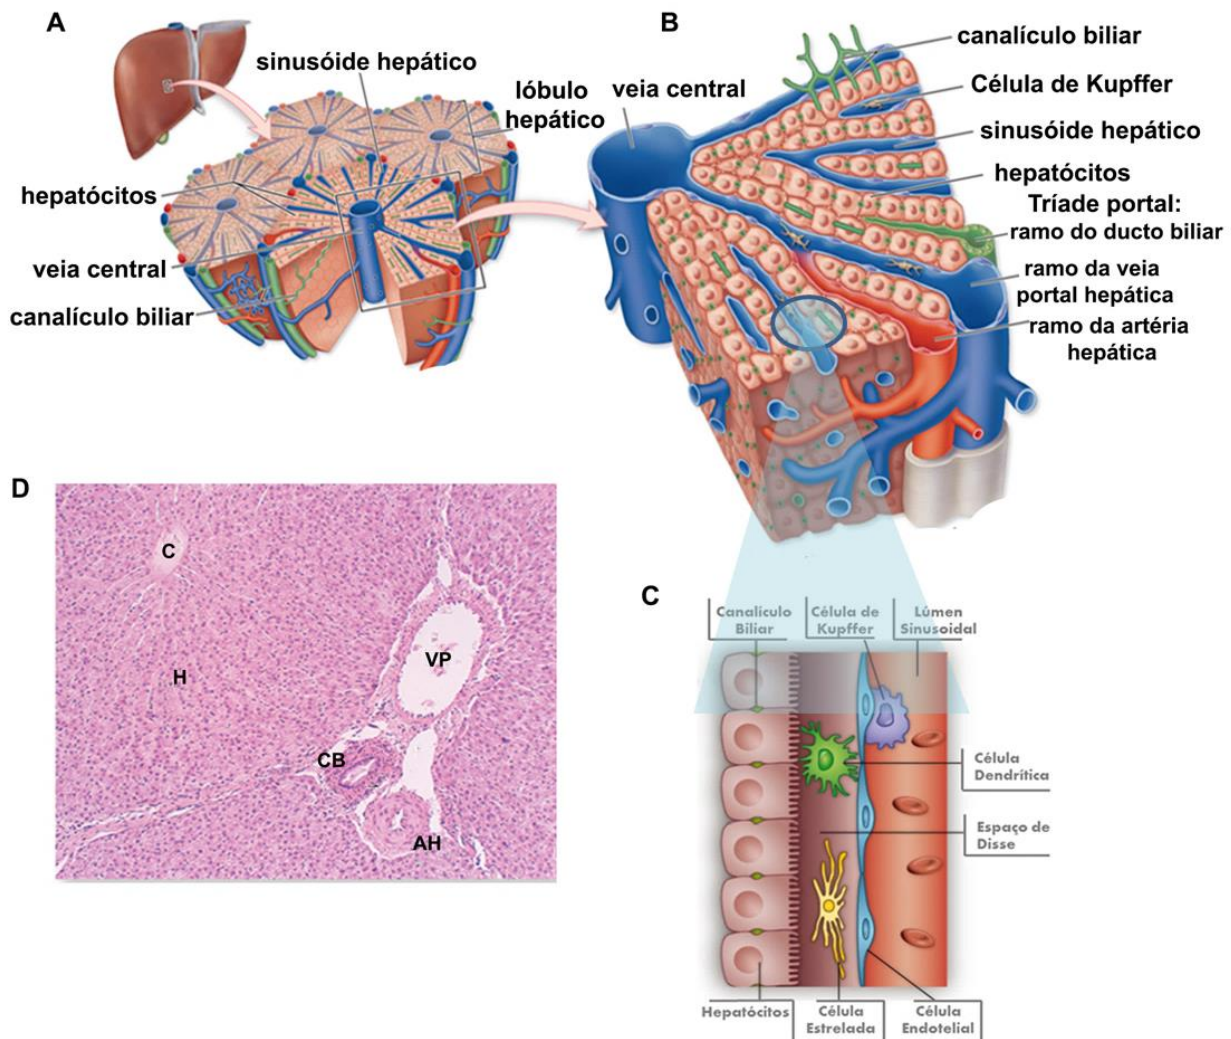 A
sinusóide hepático
lóbulo
hepático
hepatócitos
veia central
canalículo biliar
B
canalículo biliar
veia central
Célula de Kupffer
sinusóide hepático
hepatócitos
Tríade portal:
ramo do ducto biliar
ramo da veia
portal hepática
ramo da artéria
hepática
D
C
VP
H
CB
AH
C
Canalículo
Biliar
Célula de
Kupffer
Lúmen
Sinusoidal
Célula
Dendrítica
Espaço de
Disse
Hepatócitos
Célula
Estrelada
Célula
Endotelial